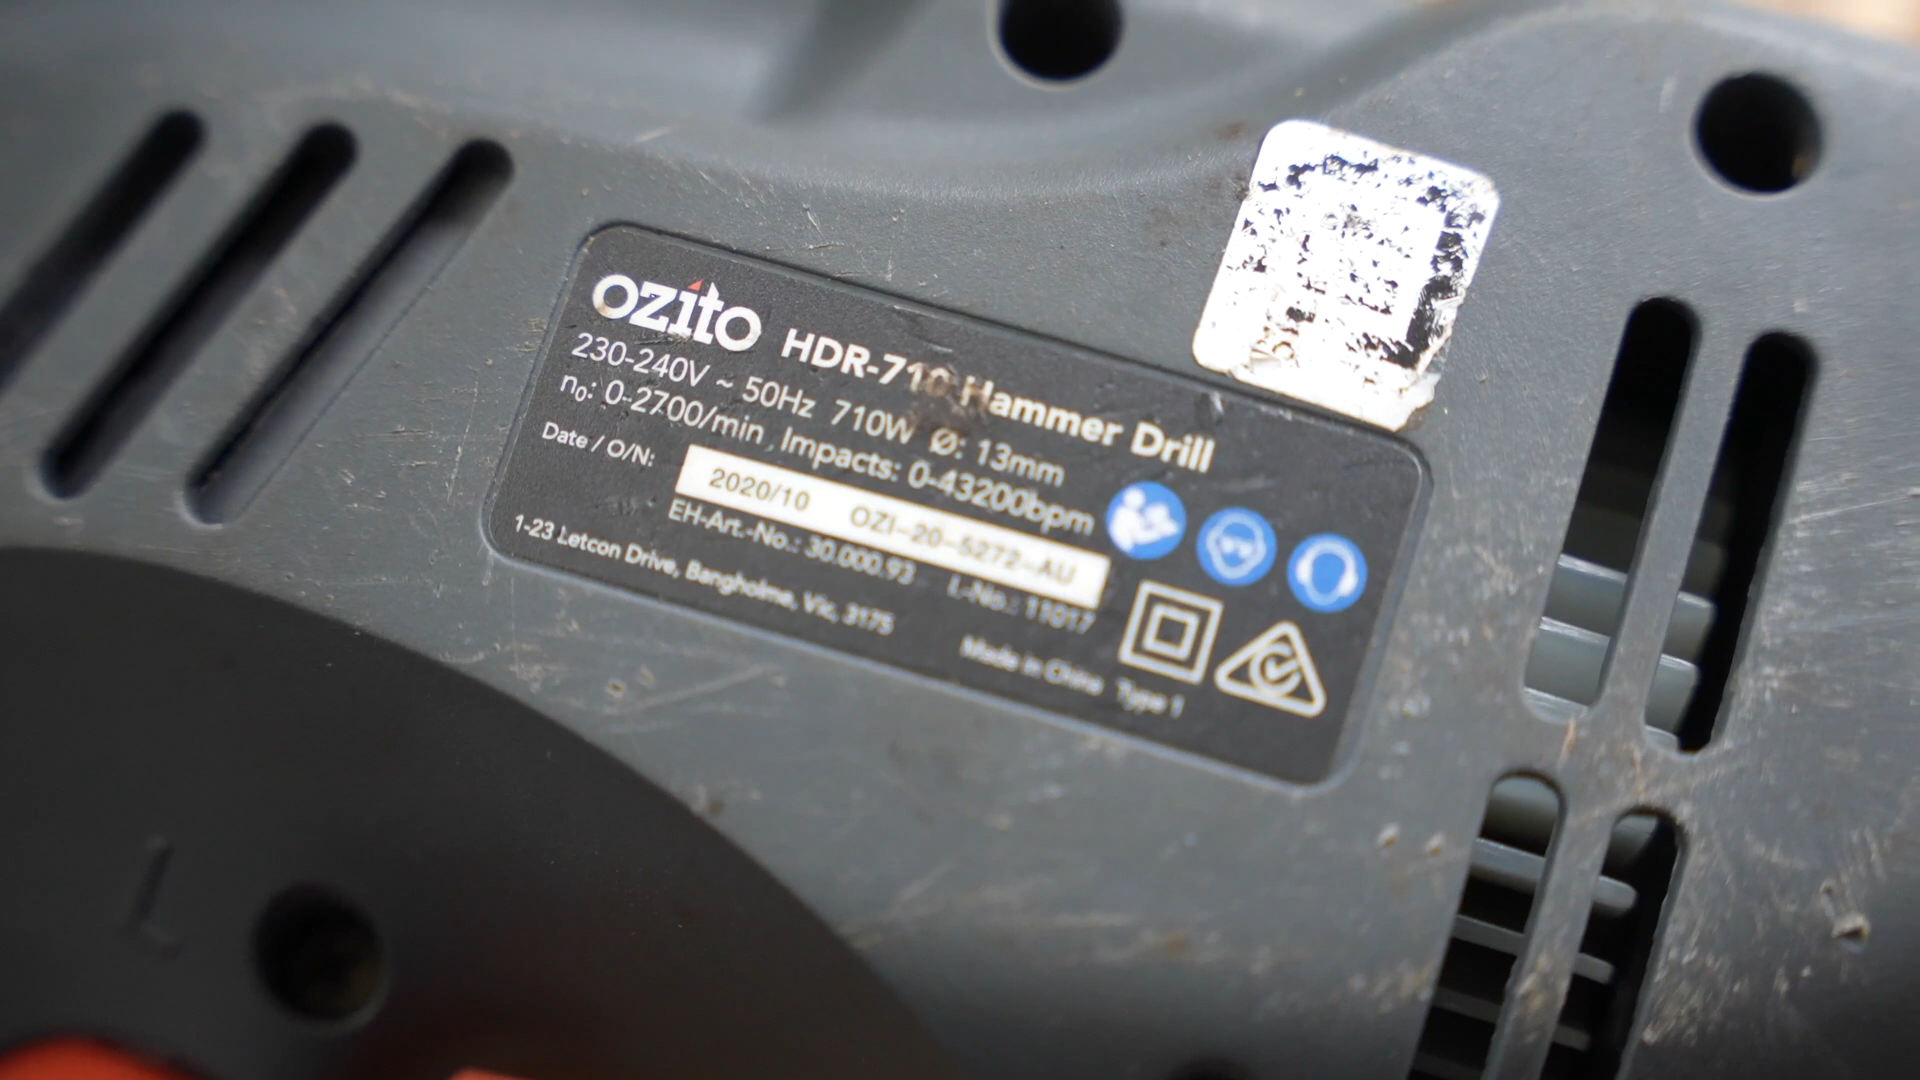 ozito HDR-710 Hammer Drill
230-240V ~ 50Hz 710W Ø: 13mm
n₀: 0-2700/min, Impacts: 0-43200bpm
Date / O/N: 2020/10 OZI-20-5272-AU
EH-Art.-No.: 30.000.93 I.-No.: 11017
1-23 Letcon Drive, Bangholme, Vic, 3175
Made in China Type 1
L